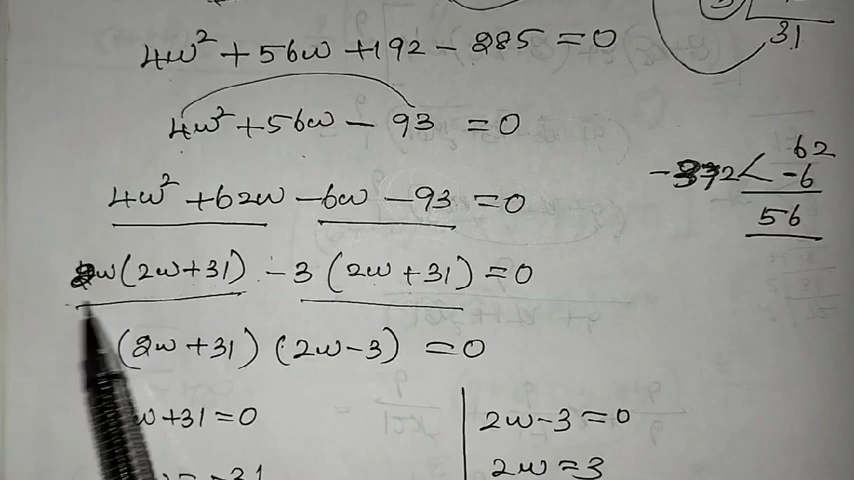 4w² + 56w + 192 - 285 = 0
31
4w² + 56w - 93 = 0
4w² + 62w - 6w - 93 = 0
-372 < 62
-6
56
2w (2w + 31) - 3 (2w + 31) = 0
(2w + 31) (2w - 3) = 0
w + 31 = 0
2w - 3 = 0
= -31
2w = 3